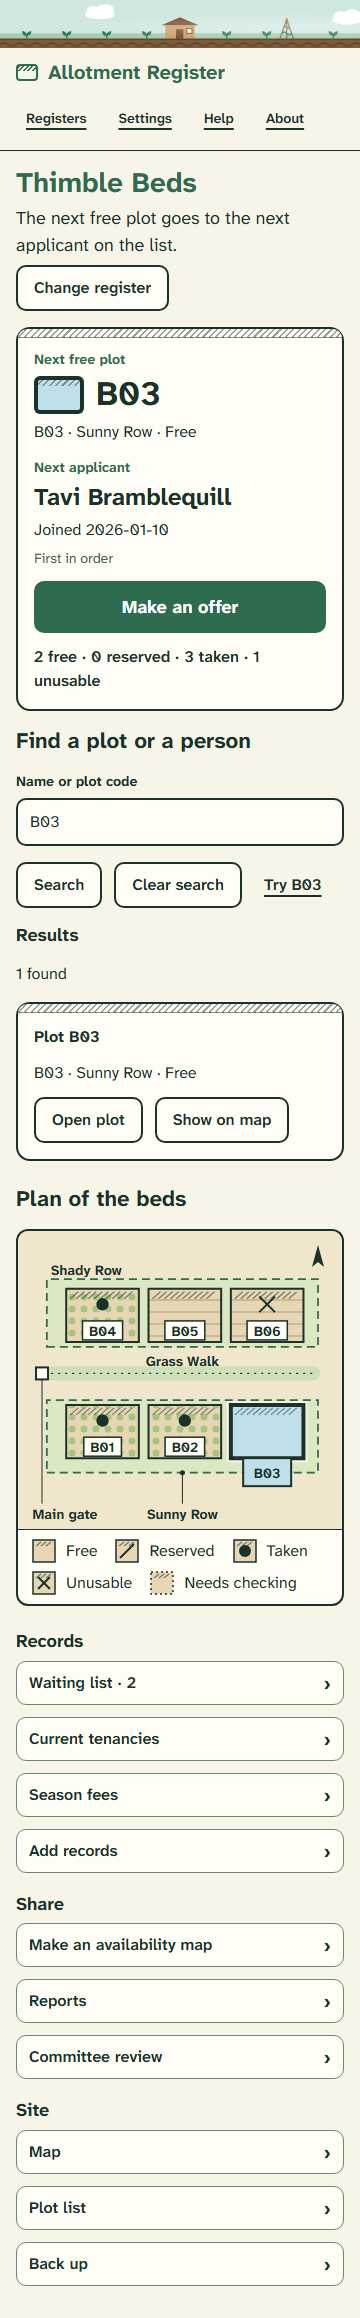 Allotment Register
Registers Settings Help About
Thimble Beds
The next free plot goes to the next
applicant on the list.
Change register
Next free plot
B03
B03 · Sunny Row · Free
Next applicant
Tavi Bramblequill
Joined 2026-01-10
First in order
Make an offer
2 free · 0 reserved · 3 taken · 1
unusable
Find a plot or a person
Name or plot code
B03
Search Clear search Try B03
Results
1 found
Plot B03
B03 · Sunny Row · Free
Open plot Show on map
Plan of the beds
Shady Row
B04 B05 B06
Grass Walk
B01 B02 B03
Main gate Sunny Row
Free Reserved Taken
Unusable Needs checking
Records
Waiting list · 2 ›
Current tenancies ›
Season fees ›
Add records ›
Share
Make an availability map ›
Reports ›
Committee review ›
Site
Map ›
Plot list ›
Back up ›